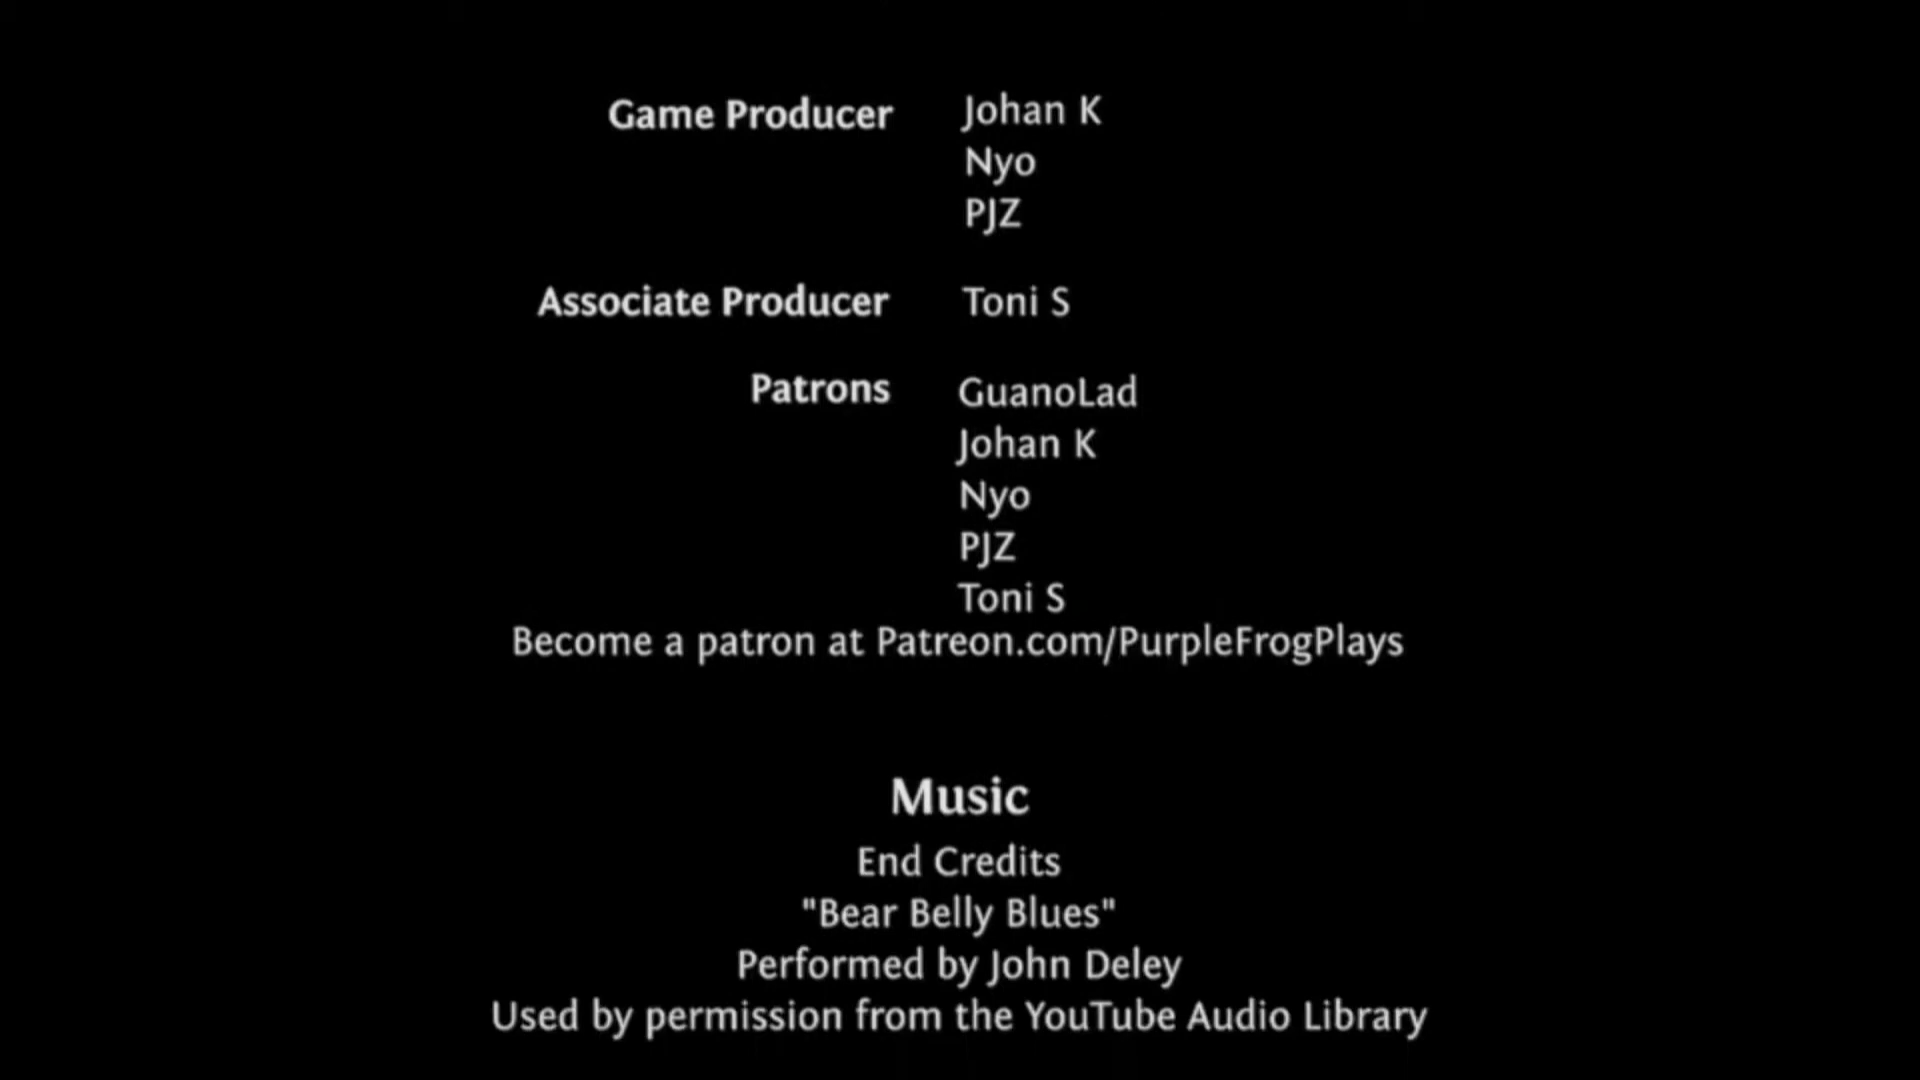 Game Producer Johan K
Nyo
PJZ
Associate Producer Toni S
Patrons GuanoLad
Johan K
Nyo
PJZ
Toni S
Become a patron at Patreon.com/PurpleFrogPlays
Music
End Credits
"Bear Belly Blues"
Performed by John Deley
Used by permission from the YouTube Audio Library